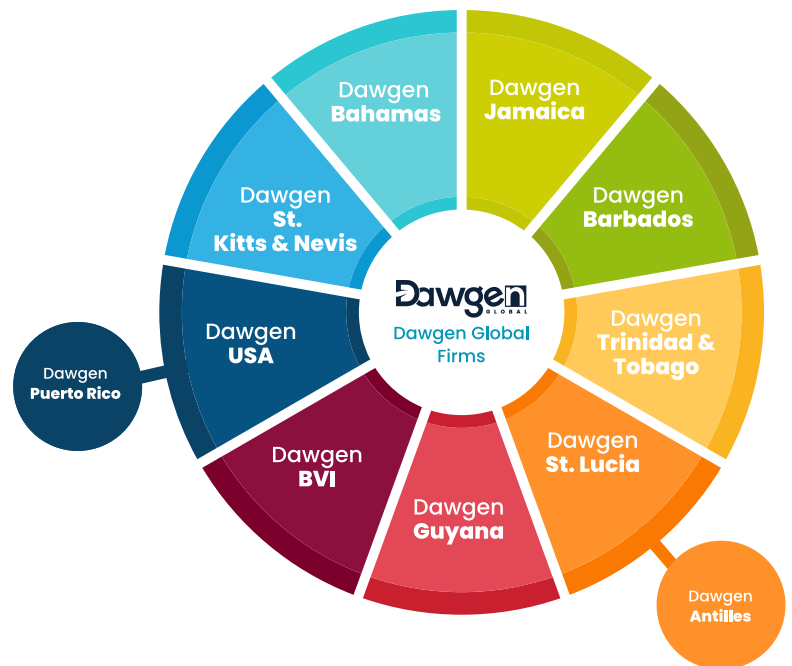 Dawgen
Bahamas
Dawgen
Jamaica
Dawgen
Barbados
Dawgen
Trinidad &
Tobago
Dawgen
St. Lucia
Dawgen
Antilles
Dawgen
Guyana
Dawgen
BVI
Dawgen
USA
Dawgen
Puerto Rico
Dawgen
St.
Kitts & Nevis
Dawgen
GLOBAL
Dawgen Global
Firms